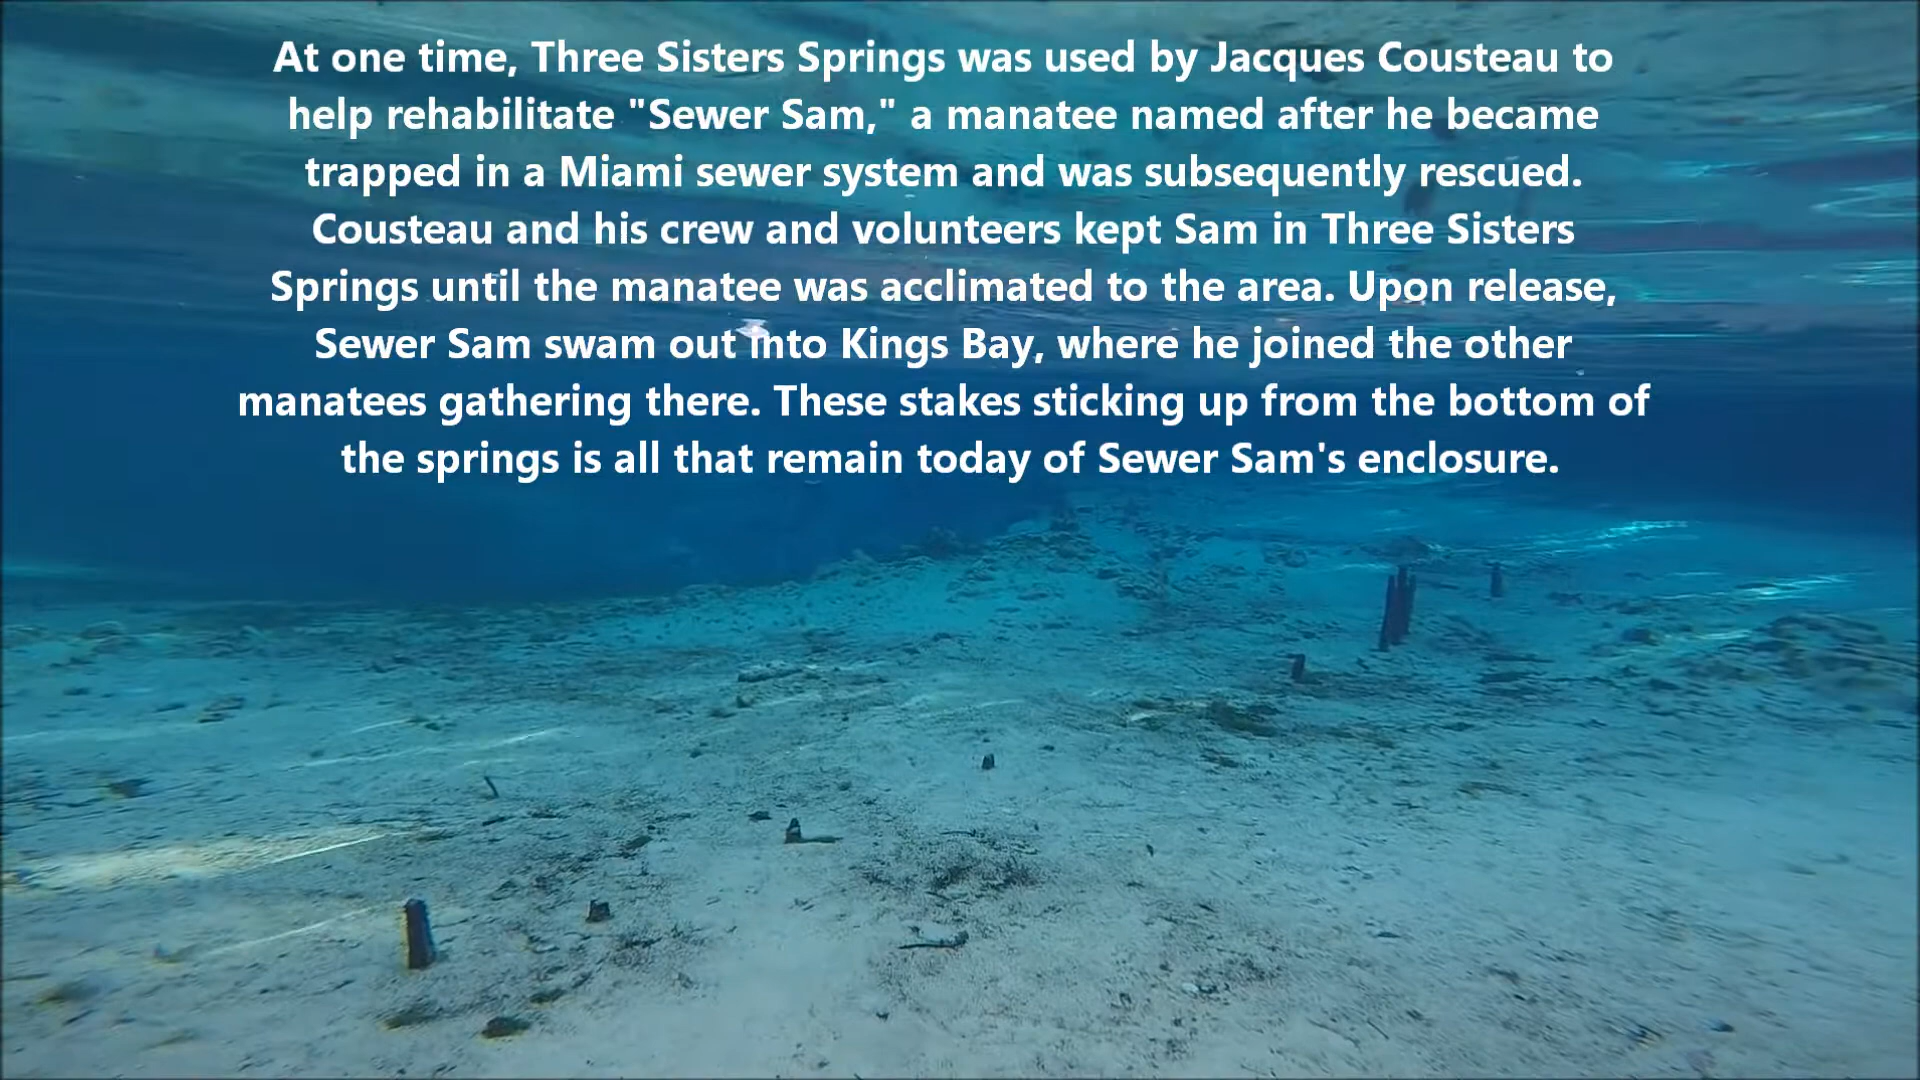 At one time, Three Sisters Springs was used by Jacques Cousteau to
help rehabilitate "Sewer Sam," a manatee named after he became
trapped in a Miami sewer system and was subsequently rescued.
Cousteau and his crew and volunteers kept Sam in Three Sisters
Springs until the manatee was acclimated to the area. Upon release,
Sewer Sam swam out into Kings Bay, where he joined the other
manatees gathering there. These stakes sticking up from the bottom of
the springs is all that remain today of Sewer Sam's enclosure.